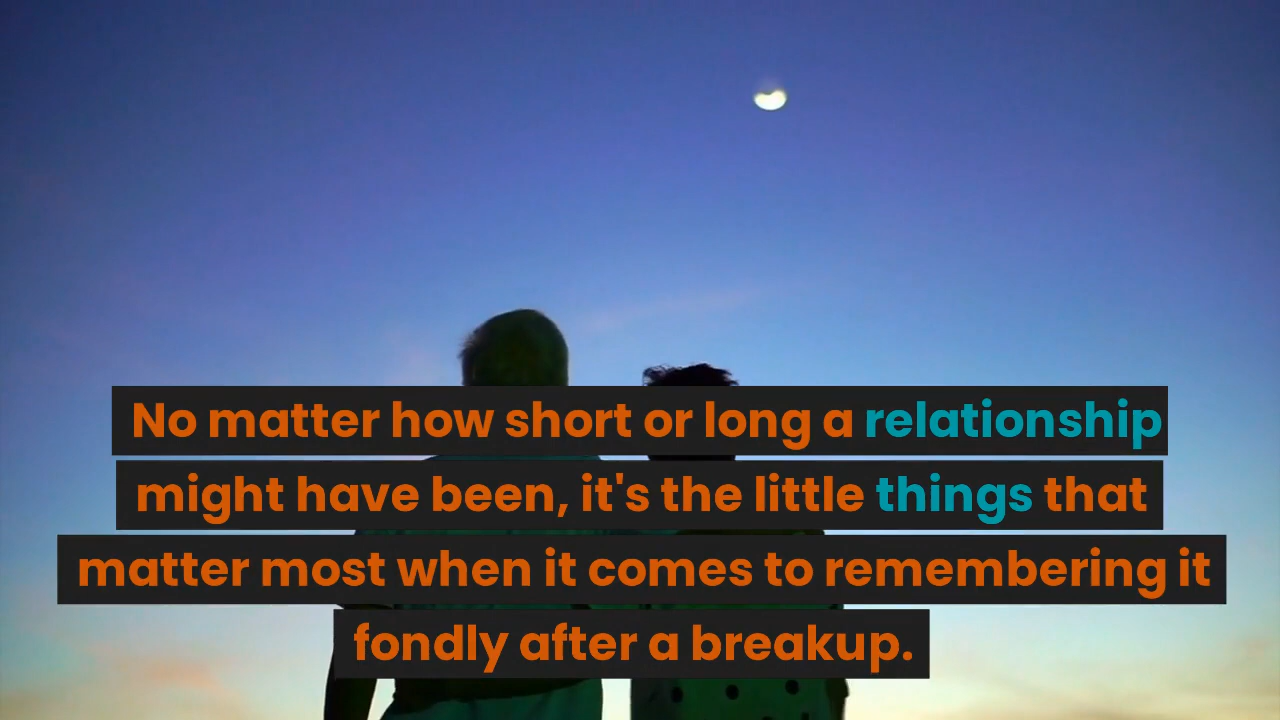 No matter how short or long a relationship
might have been, it's the little things that
matter most when it comes to remembering it
fondly after a breakup.